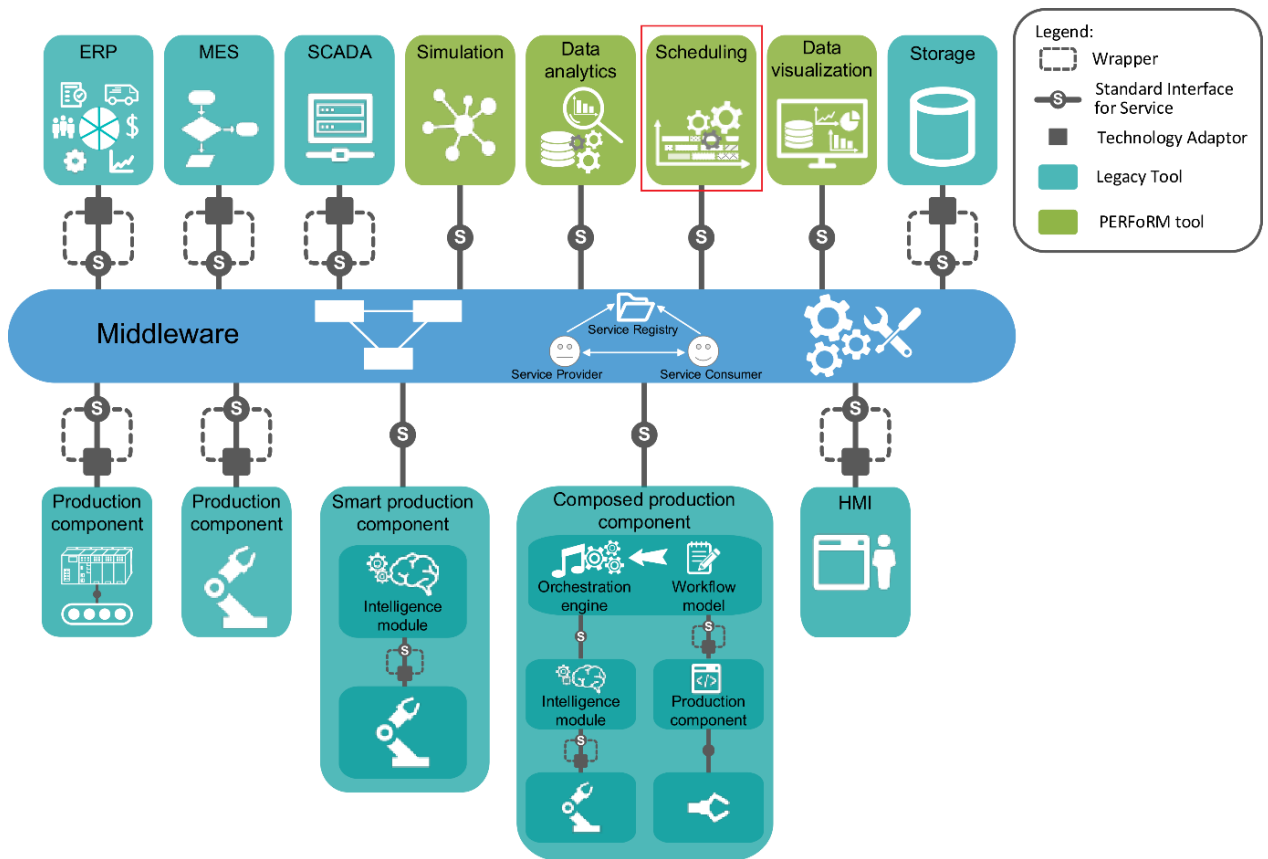 ERP
MES
SCADA
Simulation
Data
analytics
Scheduling
Data
visualization
Storage
Legend:
Wrapper
S
Standard Interface
for Service
Technology Adaptor
Legacy Tool
PERFoRM tool
$
S
S
S
S
S
S
S
S
Middleware
Service Registry
Service Provider
Service Consumer
S
S
S
S
S
Production
component
Production
component
Smart production
component
Intelligence
module
S
Composed production
component
Orchestration
engine
Workflow
model
S
S
Intelligence
module
</>
Production
component
S
HMI